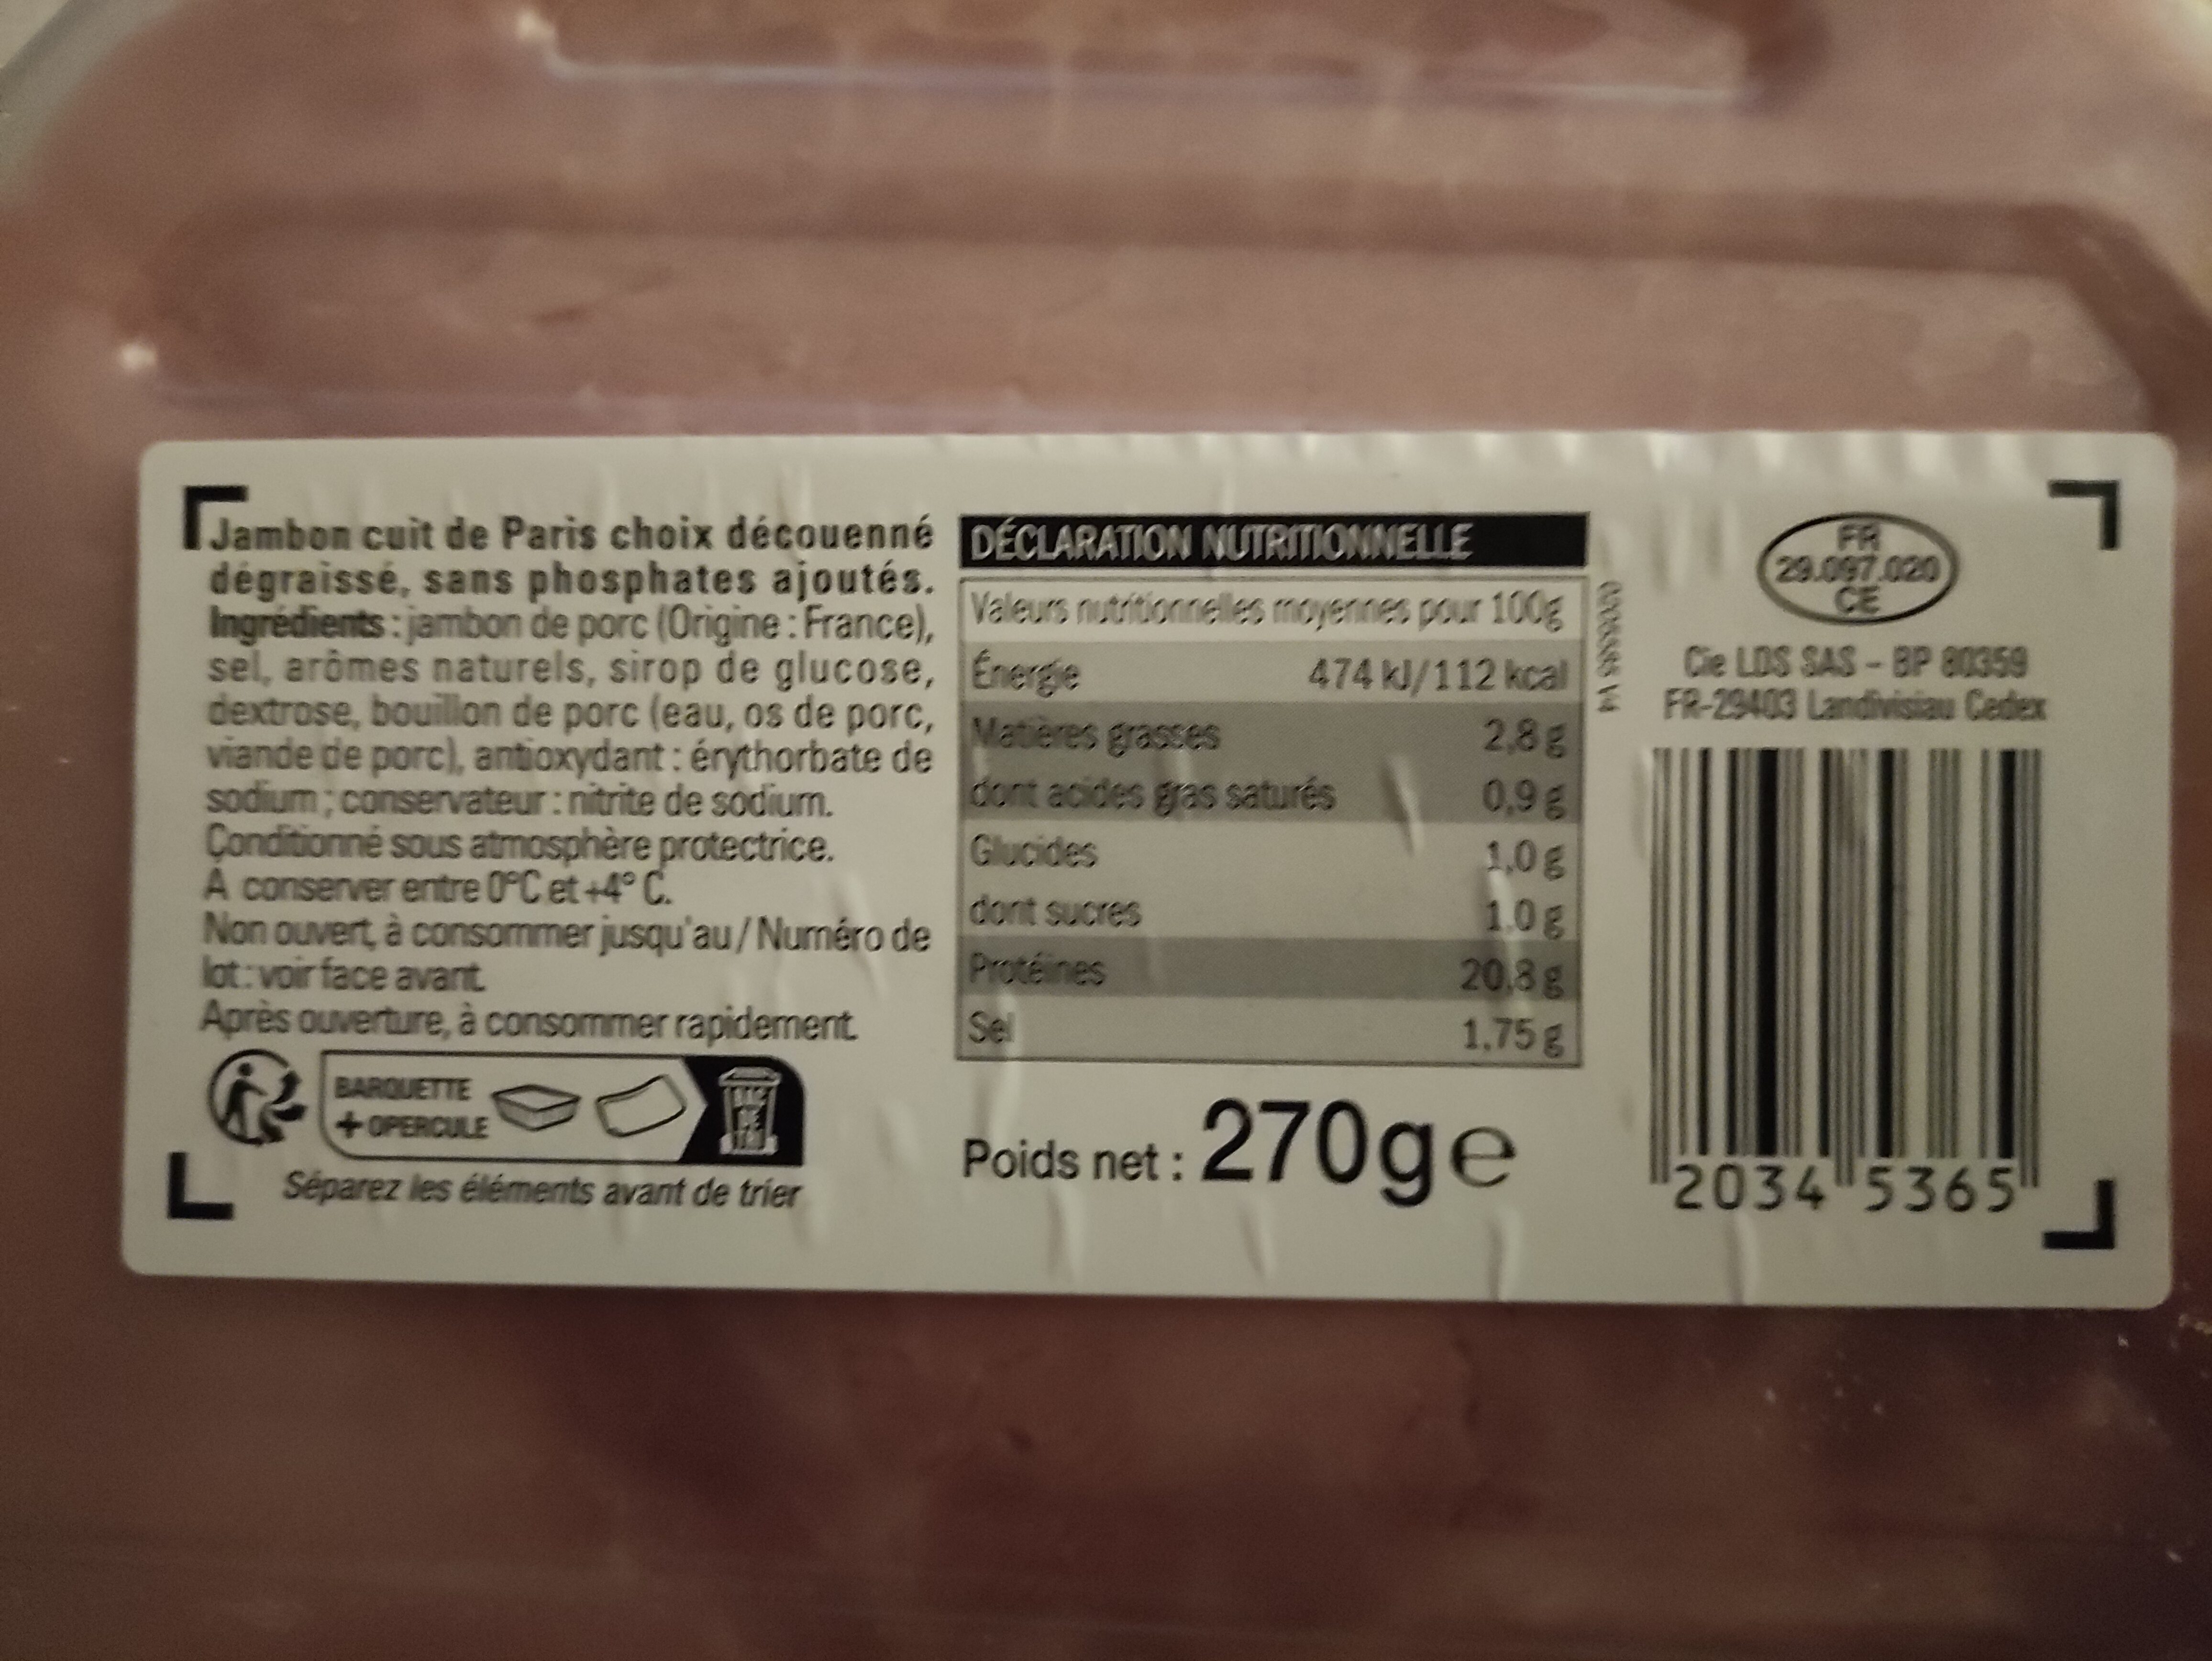 Jambon cuit de Paris choix découenné
dégraissé, sans phosphates ajoutés.
Ingrédients : jambon de porc (Origine : France),
sel, arômes naturels, sirop de glucose,
dextrose, bouillon de porc (eau, os de porc,
viande de porc), antioxydant : érythorbate de
sodium ; conservateur : nitrite de sodium.
Conditionné sous atmosphère protectrice.
A conserver entre 0°C et +4° C.
Non ouvert, à consommer jusqu'au / Numéro de
lot : voir face avant.
Après ouverture, à consommer rapidement.
BARQUETTE
+ OPERCULE
BAC
DE
TRI
Séparez les éléments avant de trier
DÉCLARATION NUTRITIONNELLE
Valeurs nutritionnelles moyennes pour 100g
Énergie 474 kJ/112 kcal
Matières grasses 2,8 g
dont acides gras saturés 0,9 g
Glucides 1,0 g
dont sucres 1,0 g
Protéines 20,8 g
Sel 1,75 g
Poids net : 270g e
FR
29.097.020
CE
Cie LDS SAS - BP 80359
FR-29403 Landivisiau Cedex
2034 5365